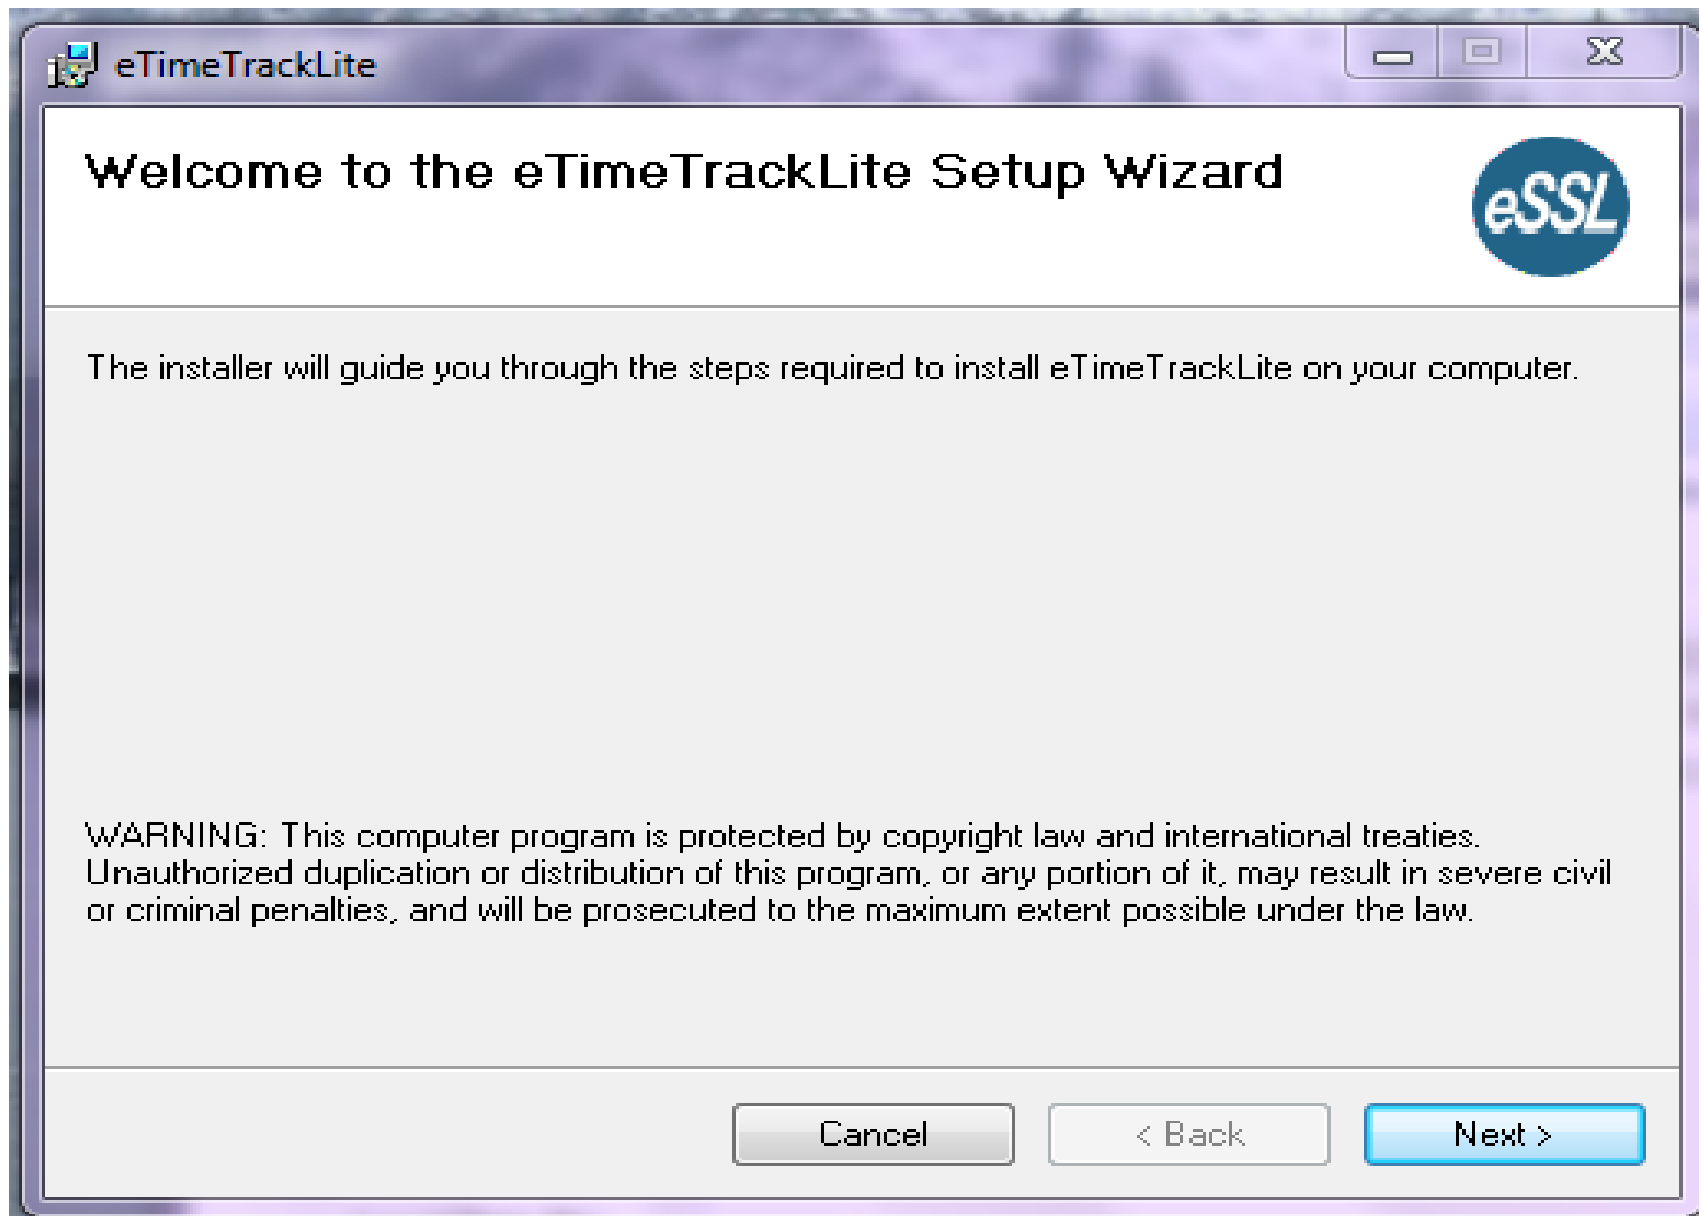 eTimeTrackLite
Welcome to the eTimeTrackLite Setup Wizard
eSSL
The installer will guide you through the steps required to install eTimeTrackLite on your computer.
WARNING: This computer program is protected by copyright law and international treaties.
Unauthorized duplication or distribution of this program, or any portion of it, may result in severe civil
or criminal penalties, and will be prosecuted to the maximum extent possible under the law.
Cancel < Back Next >